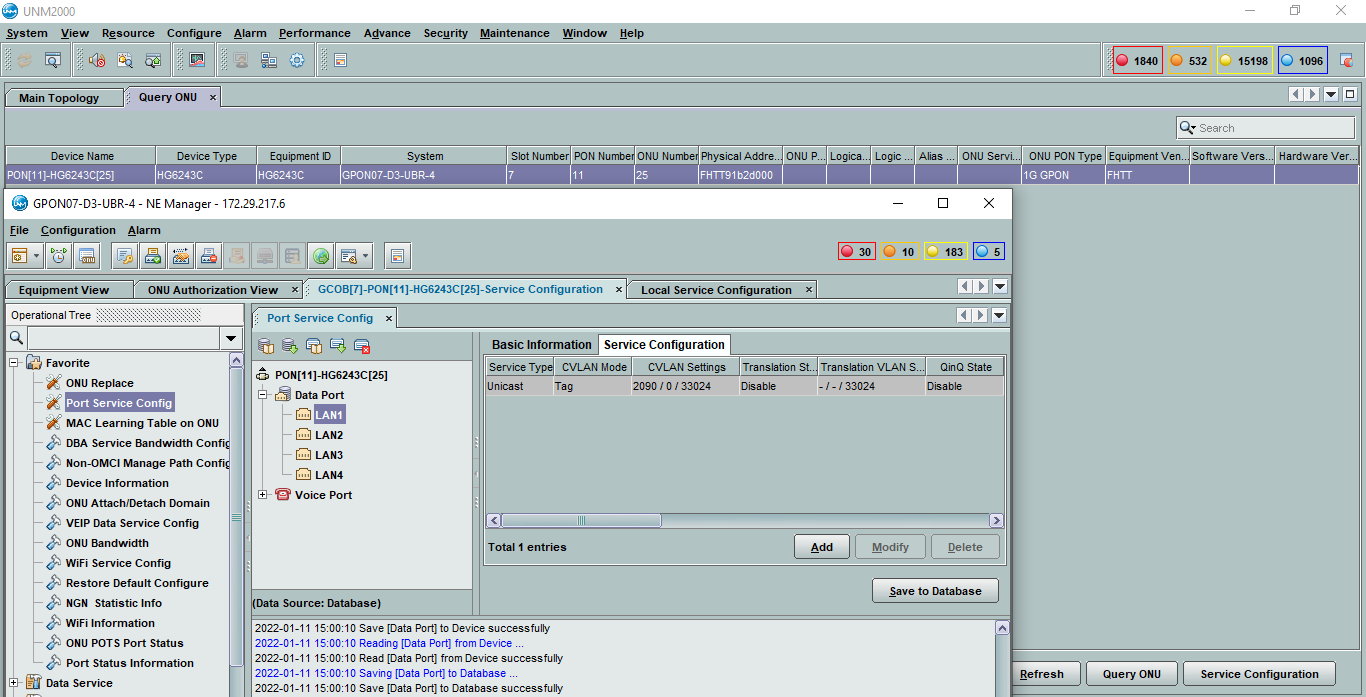 UNM2000
System View Resource Configure Alarm Performance Advance Security Maintenance Window Help
1840 532 15198 1096
Main Topology Query ONU
Search
Device Name Device Type Equipment ID System Slot Number PON Number ONU Number Physical Addre... ONU P... Logica... Logic ... Alias ... ONU Servi... ONU PON Type Equipment Ven... Software Vers... Hardware Ver...
PON[11]-HG6243C[25] HG6243C HG6243C GPON07-D3-UBR-4 7 11 25 FHTT91b2d000 1G GPON FHTT
GPON07-D3-UBR-4 - NE Manager - 172.29.217.6
File Configuration Alarm
30 10 183 5
Equipment View ONU Authorization View GCOB[7]-PON[11]-HG6243C[25]-Service Configuration Local Service Configuration
Operational Tree
Favorite
ONU Replace
Port Service Config
MAC Learning Table on ONU
DBA Service Bandwidth Config
Non-OMCI Manage Path Config
Device Information
ONU Attach/Detach Domain
VEIP Data Service Config
ONU Bandwidth
WiFi Service Config
Restore Default Configure
NGN Statistic Info
WiFi Information
ONU POTS Port Status
Port Status Information
Data Service
Port Service Config
PON[11]-HG6243C[25]
Data Port
LAN1
LAN2
LAN3
LAN4
Voice Port
(Data Source: Database)
Basic Information Service Configuration
Service Type CVLAN Mode CVLAN Settings Translation St... Translation VLAN S... QinQ State
Unicast Tag 2090 / 0 / 33024 Disable - / - / 33024 Disable
Total 1 entries
Add Modify Delete
Save to Database
2022-01-11 15:00:10 Save [Data Port] to Device successfully
2022-01-11 15:00:10 Reading [Data Port] from Device ...
2022-01-11 15:00:10 Read [Data Port] from Device successfully
2022-01-11 15:00:10 Saving [Data Port] to Database ...
2022-01-11 15:00:10 Save [Data Port] to Database successfully
Refresh Query ONU Service Configuration